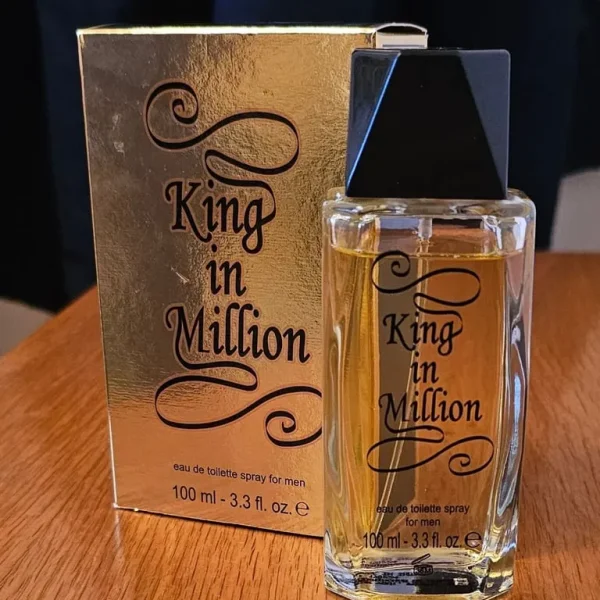 King
in
Million
eau de toilette spray for men
100 ml - 3.3 fl. oz. ℮
King
in
Million
eau de toilette spray
for men
100 ml - 3.3 fl. oz. ℮